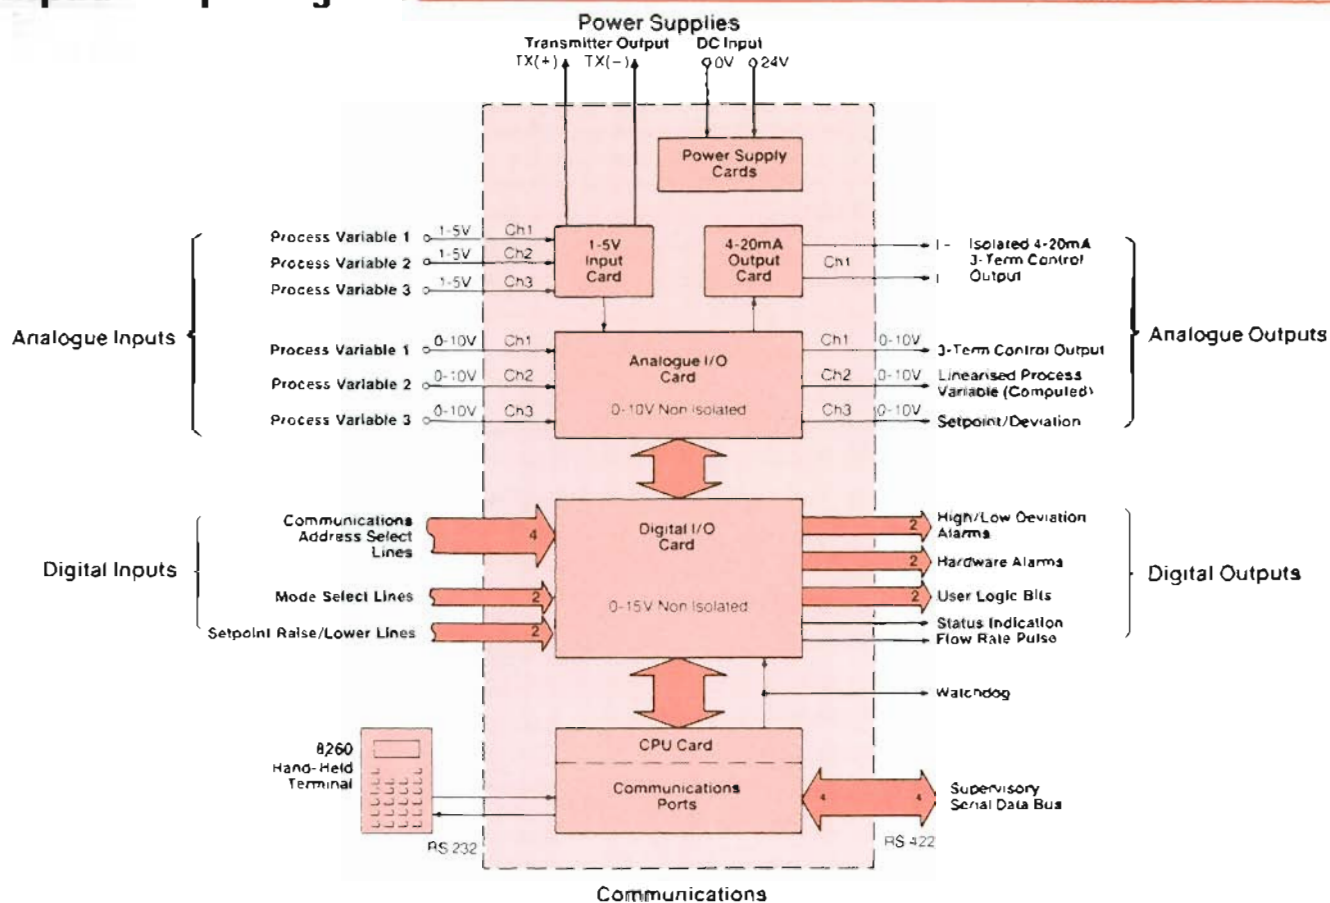 Power Supplies
Transmitter Output
DC Input
TX(+)
TX(−)
0V
24V
Power Supply
Cards
Analogue Inputs
Process Variable 1
1-5V
Ch1
Process Variable 2
1-5V
Ch2
Process Variable 3
1-5V
Ch3
1-5V
Input
Card
4-20mA
Output
Card
Ch1
Isolated 4-20mA
3-Term Control
Output
Process Variable 1
0-10V
Ch1
Process Variable 2
0-10V
Ch2
Process Variable 3
0-10V
Ch3
Analogue I/O
Card
0-10V Non Isolated
Ch1
0-10V
3-Term Control Output
Ch2
0-10V
Linearised Process
Variable (Computed)
Ch3
0-10V
Setpoint/Deviation
Analogue Outputs
Digital Inputs
Communications
Address Select
Lines
4
Mode Select Lines
2
Setpoint Raise/Lower Lines
2
Digital I/O
Card
0-15V Non Isolated
2
High/Low Deviation
Alarms
2
Hardware Alarms
2
User Logic Bits
Status Indication
Flow Rate Pulse
Digital Outputs
Watchdog
8260
Hand-Held
Terminal
RS 232
CPU Card
Communications
Ports
4
4
Supervisory
Serial Data Bus
RS 422
Communications